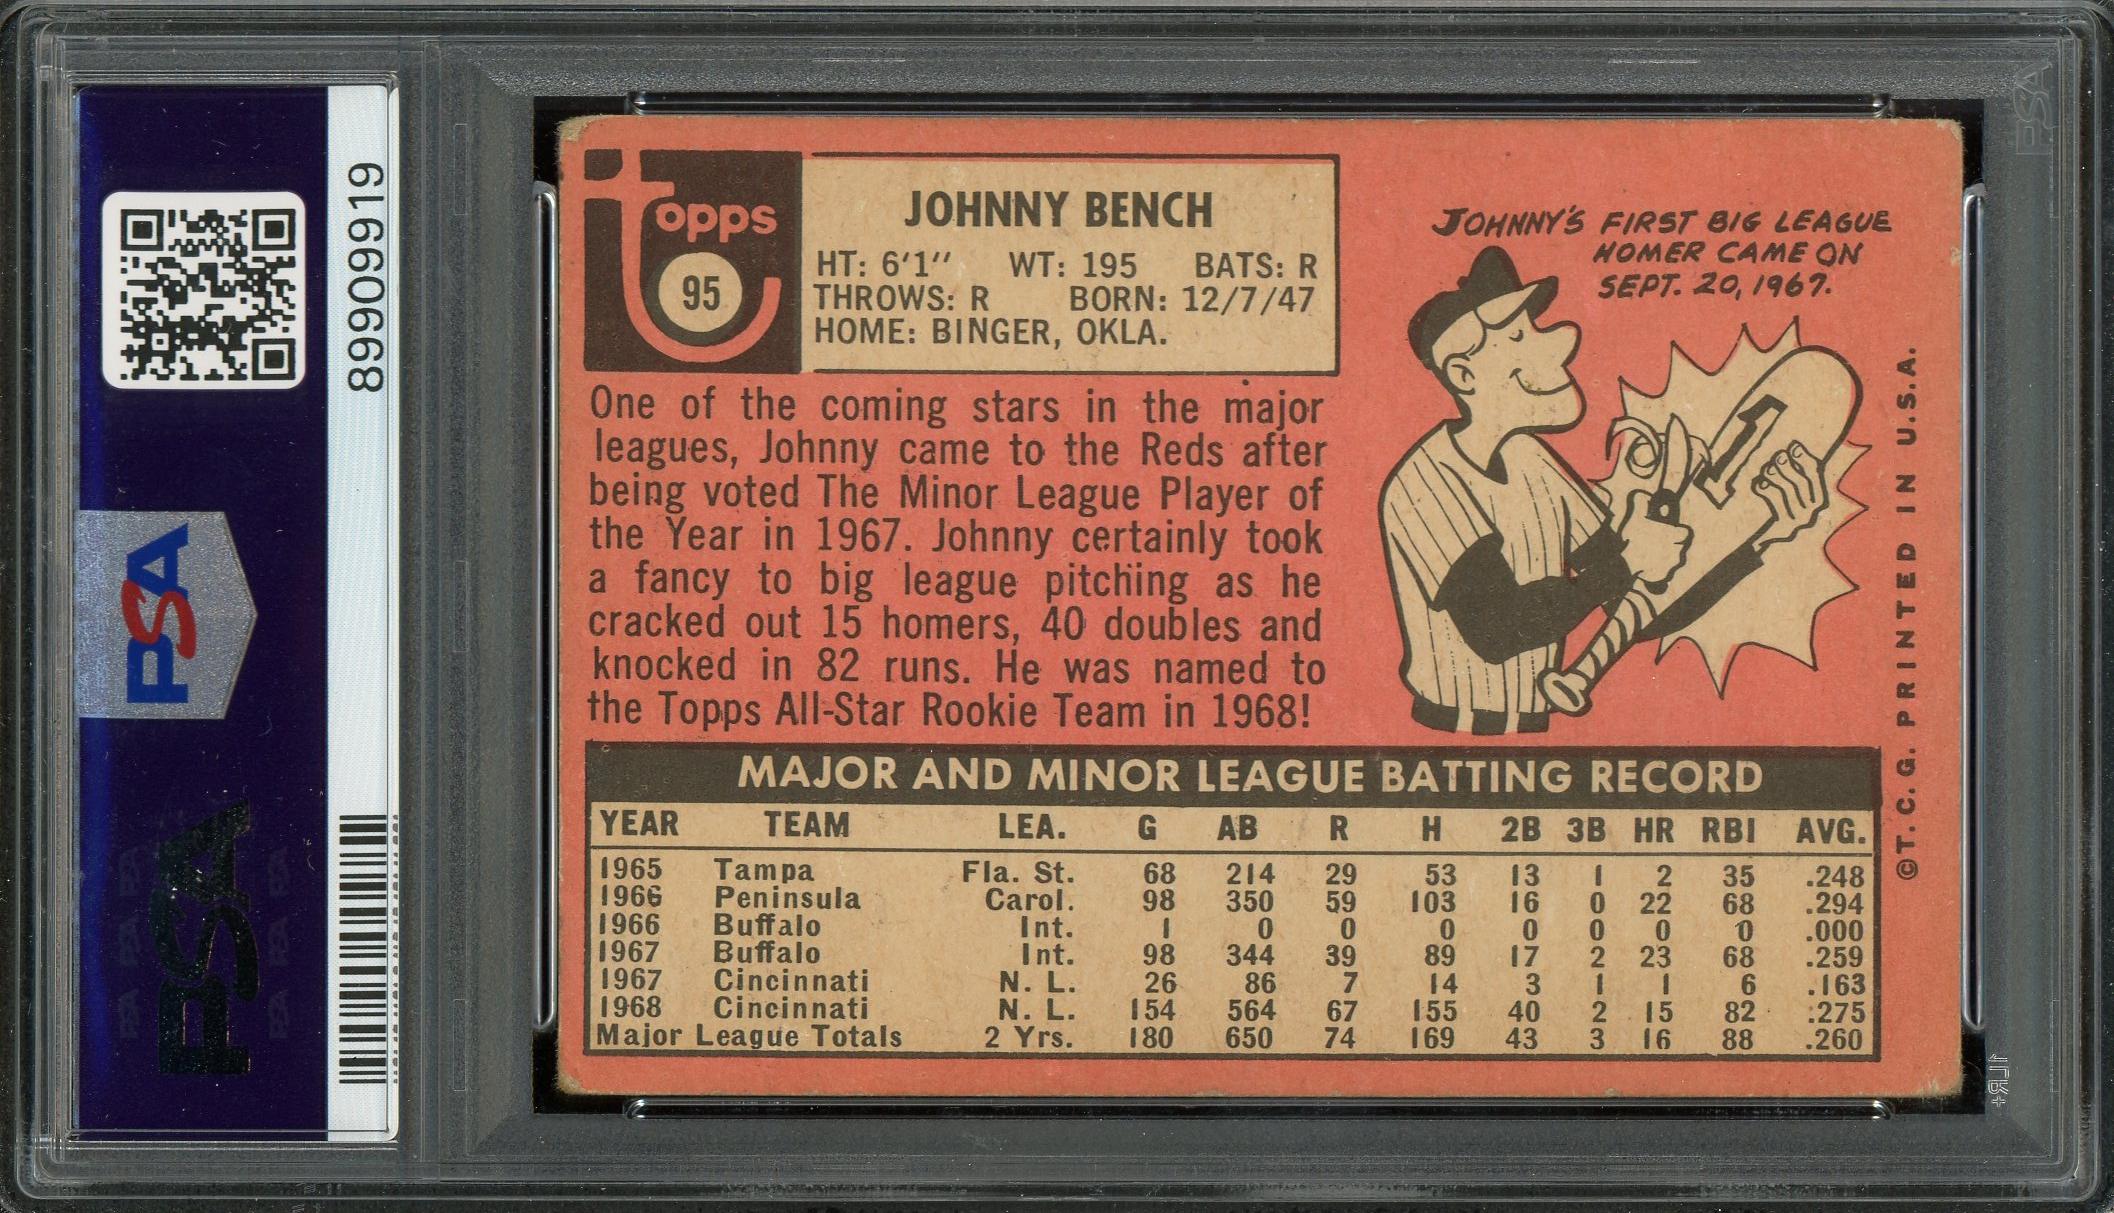 Topps
95
JOHNNY BENCH
HT: 6'1" WT: 195 BATS: R
THROWS: R BORN: 12/7/47
HOME: BINGER, OKLA.
JOHNNY'S FIRST BIG LEAGUE
HOMER CAME ON
SEPT. 20, 1967.
1
One of the coming stars in the major
leagues, Johnny came to the Reds after
being voted The Minor League Player of
the Year in 1967. Johnny certainly took
a fancy to big league pitching as he
cracked out 15 homers, 40 doubles and
knocked in 82 runs. He was named to
the Topps All-Star Rookie Team in 1968!
MAJOR AND MINOR LEAGUE BATTING RECORD
YEAR TEAM LEA. G AB R H 2B 3B HR RBI AVG.
1965 Tampa Fla. St. 68 214 29 53 13 1 2 35 .248
1966 Peninsula Carol. 98 350 59 103 16 0 22 68 .294
1966 Buffalo Int. 1 0 0 0 0 0 0 0 .000
1967 Buffalo Int. 98 344 39 89 17 2 23 68 .259
1967 Cincinnati N. L. 26 86 7 14 3 1 1 6 .163
1968 Cincinnati N. L. 154 564 67 155 40 2 15 82 .275
Major League Totals 2 Yrs. 180 650 74 169 43 3 16 88 .260
©T. C. G. PRINTED IN U.S.A.
89909919
PSA
PSA
PSA